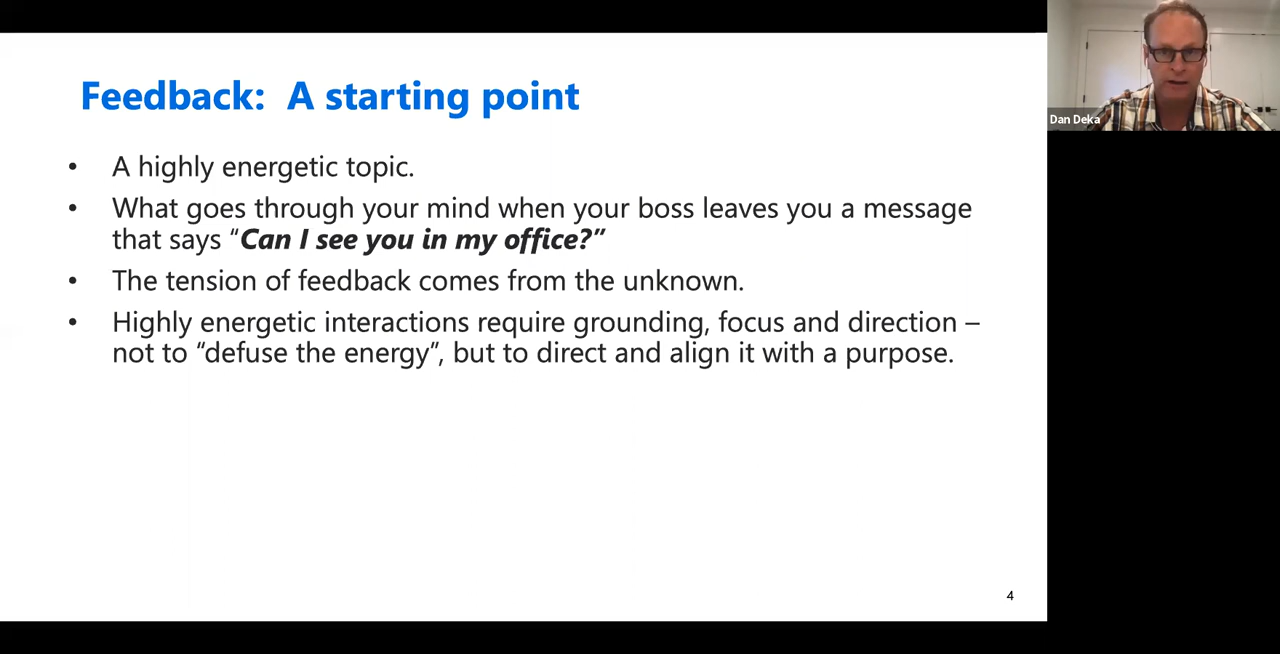 Feedback:  A starting point
• A highly energetic topic.
• What goes through your mind when your boss leaves you a message
that says “Can I see you in my office?”
• The tension of feedback comes from the unknown.
• Highly energetic interactions require grounding, focus and direction –
not to “defuse the energy”, but to direct and align it with a purpose.
4
Dan Deka